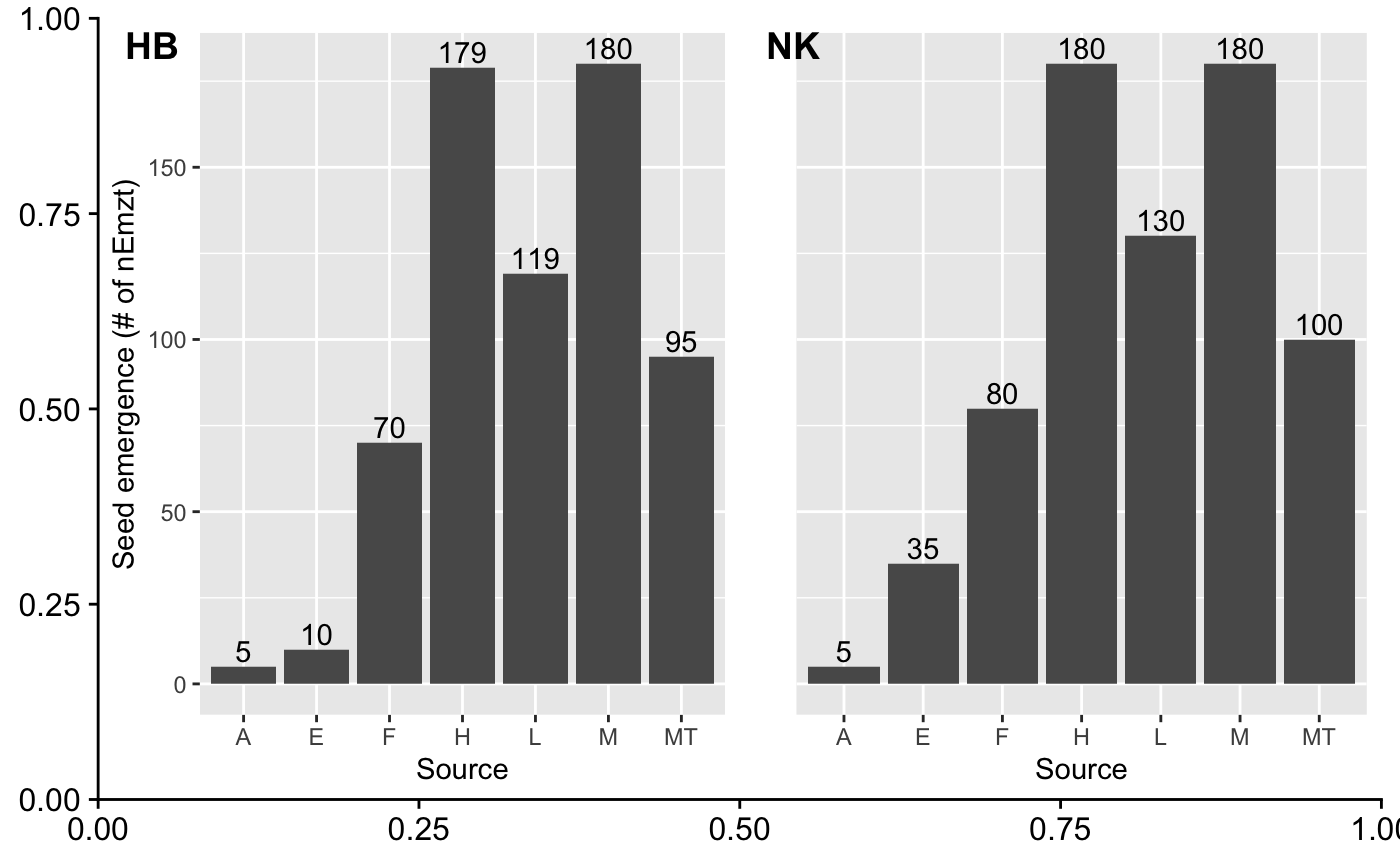 1.00
0.75
0.50
0.25
0.00
0.00 0.25 0.50 0.75 1.00
HB
Seed emergence (# of nEmzt)
150
100
50
0
5 10 70 179 119 180 95
A E F H L M MT
Source
NK
5 35 80 180 130 180 100
A E F H L M MT
Source